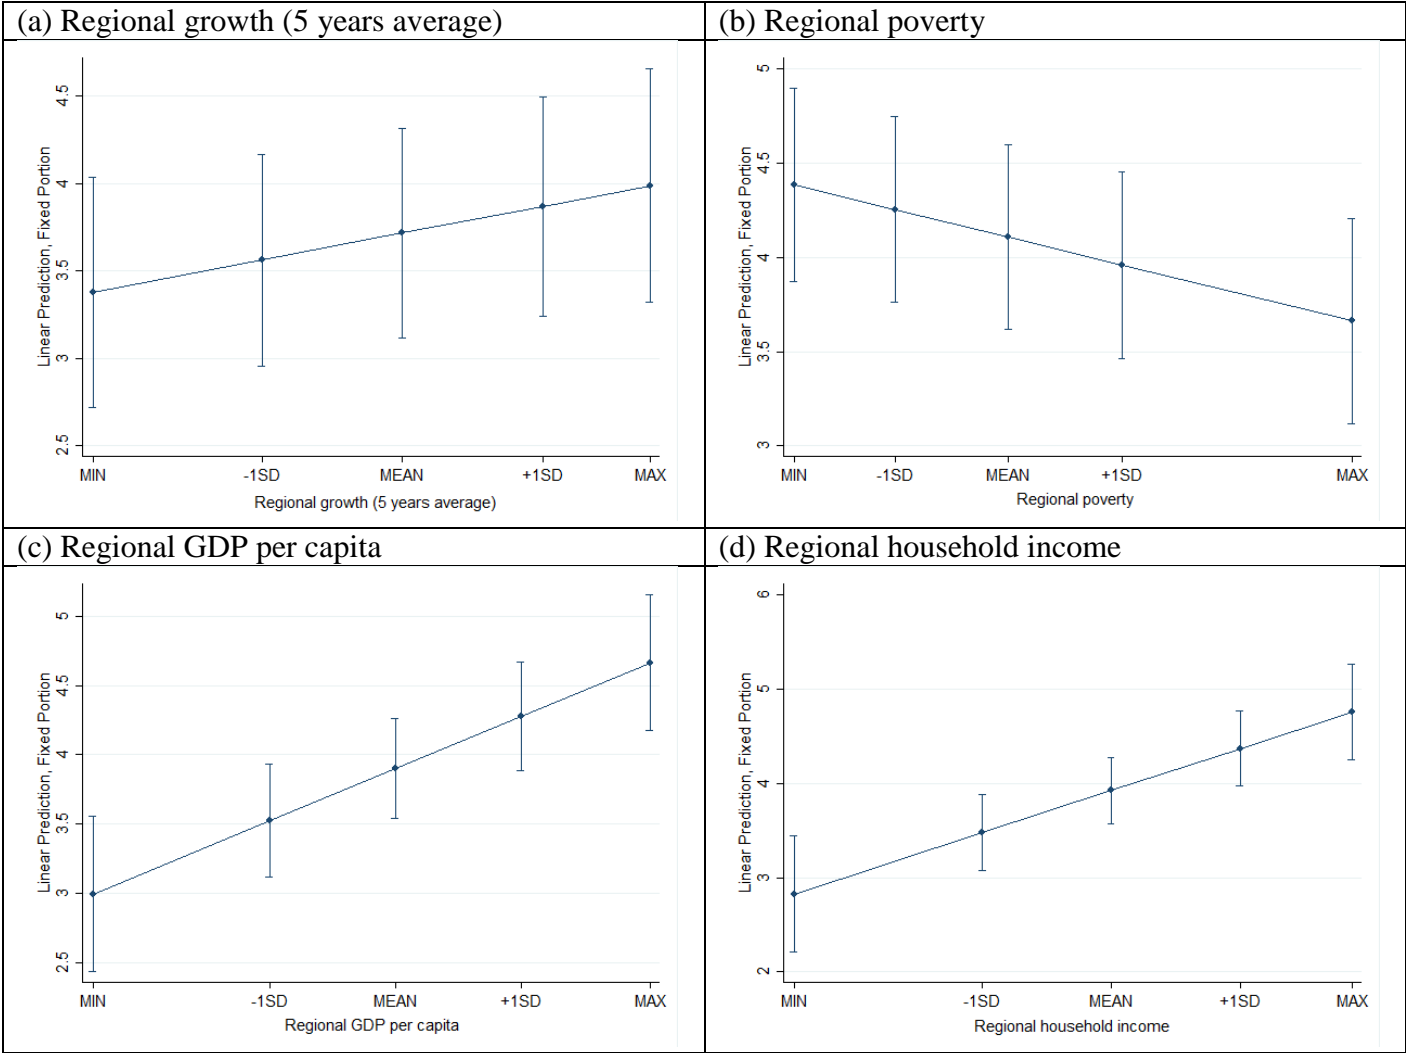 (a) Regional growth (5 years average)
Linear Prediction, Fixed Portion
4.5
4
3.5
3
2.5
MIN -1SD MEAN +1SD MAX
Regional growth (5 years average)
(b) Regional poverty
Linear Prediction, Fixed Portion
5
4.5
4
3.5
3
MIN -1SD MEAN +1SD MAX
Regional poverty
(c) Regional GDP per capita
Linear Prediction, Fixed Portion
5
4.5
4
3.5
3
2.5
MIN -1SD MEAN +1SD MAX
Regional GDP per capita
(d) Regional household income
Linear Prediction, Fixed Portion
6
5
4
3
2
MIN -1SD MEAN +1SD MAX
Regional household income